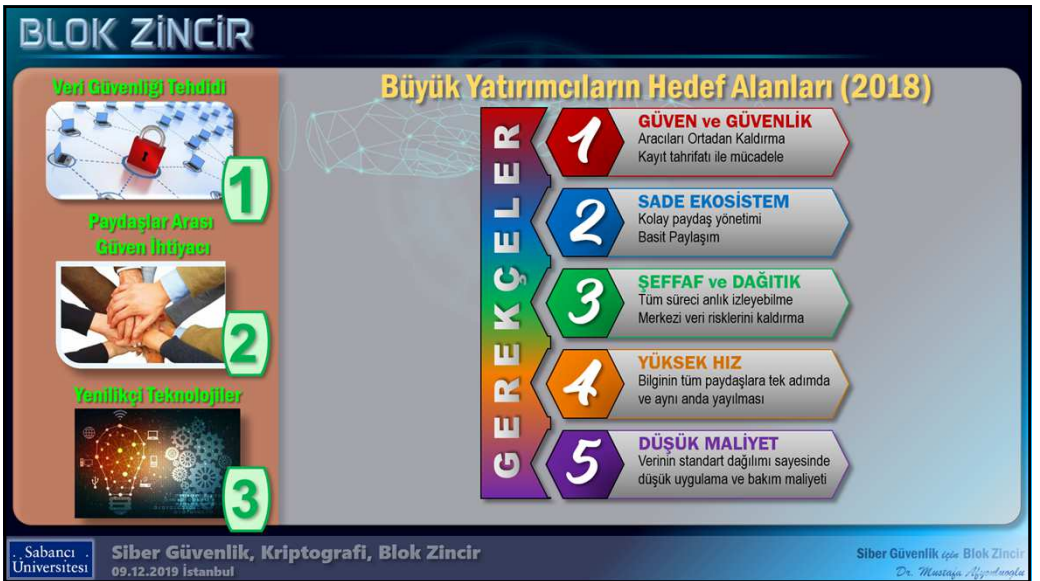 BLOK ZİNCİR
Veri Güvenliği Tehdidi
1
Paydaşlar Arası
Güven İhtiyacı
2
Yenilikçi Teknolojiler
3
Büyük Yatırımcıların Hedef Alanları (2018)
GEREKÇELER
1
GÜVEN ve GÜVENLİK
Aracıları Ortadan Kaldırma
Kayıt tahrifatı ile mücadele
2
SADE EKOSİSTEM
Kolay paydaş yönetimi
Basit Paylaşım
3
ŞEFFAF ve DAĞITIK
Tüm süreci anlık izleyebilme
Merkezi veri risklerini kaldırma
4
YÜKSEK HIZ
Bilginin tüm paydaşlara tek adımda
ve aynı anda yayılması
5
DÜŞÜK MALİYET
Verinin standart dağılımı sayesinde
düşük uygulama ve bakım maliyeti
Sabancı
Üniversitesi
Siber Güvenlik, Kriptografi, Blok Zincir
09.12.2019 İstanbul
Siber Güvenlik için Blok Zincir
Dr. Mustafa